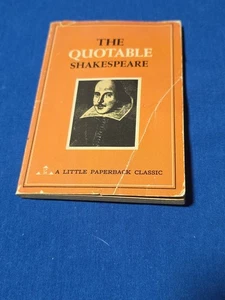 THE
QUOTABLE
SHAKESPEARE
A LITTLE PAPERBACK CLASSIC